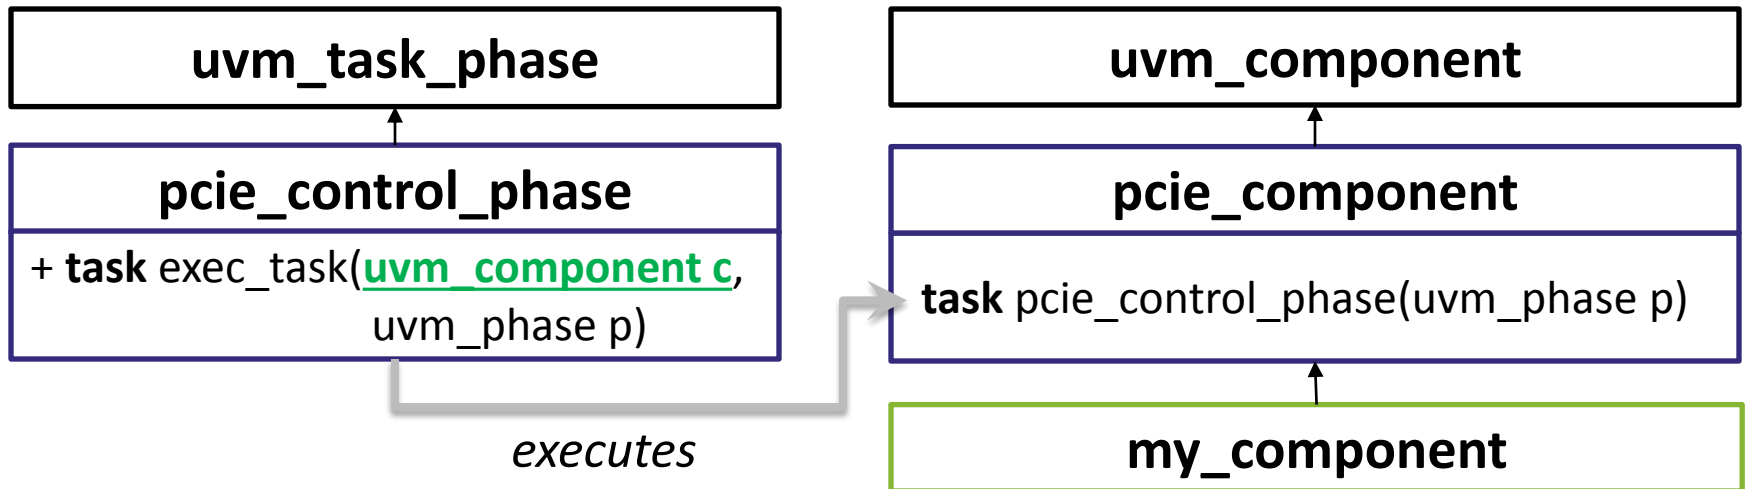 uvm_task_phase
pcie_control_phase
+ task exec_task(uvm_component c,
uvm_phase p)
executes
uvm_component
pcie_component
task pcie_control_phase(uvm_phase p)
my_component